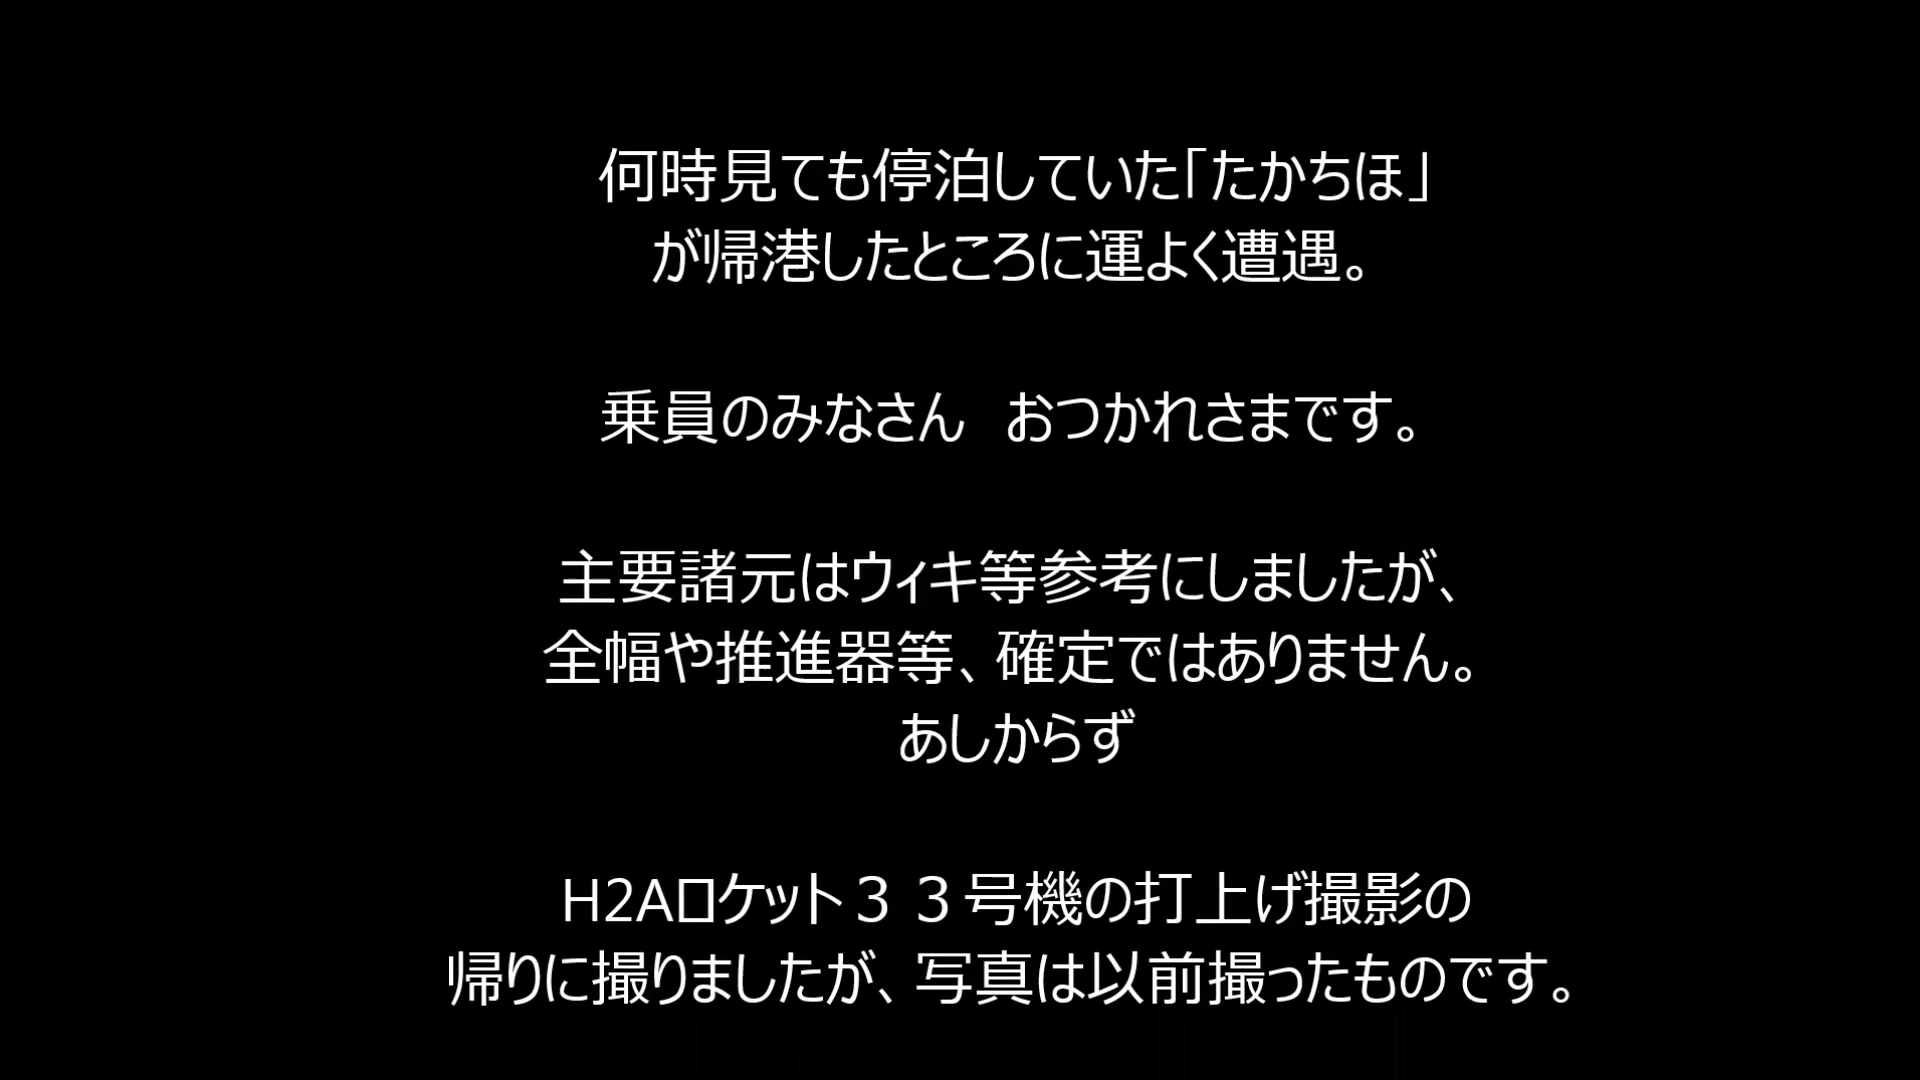 何時見ても停泊していた「たかちほ」
が帰港したところに運よく遭遇。
乗員のみなさん　おつかれさまです。
主要諸元はウィキ等参考にしましたが、
全幅や推進器等、確定ではありません。
あしからず
H2Aロケット３３号機の打上げ撮影の
帰りに撮りましたが、写真は以前撮ったものです。